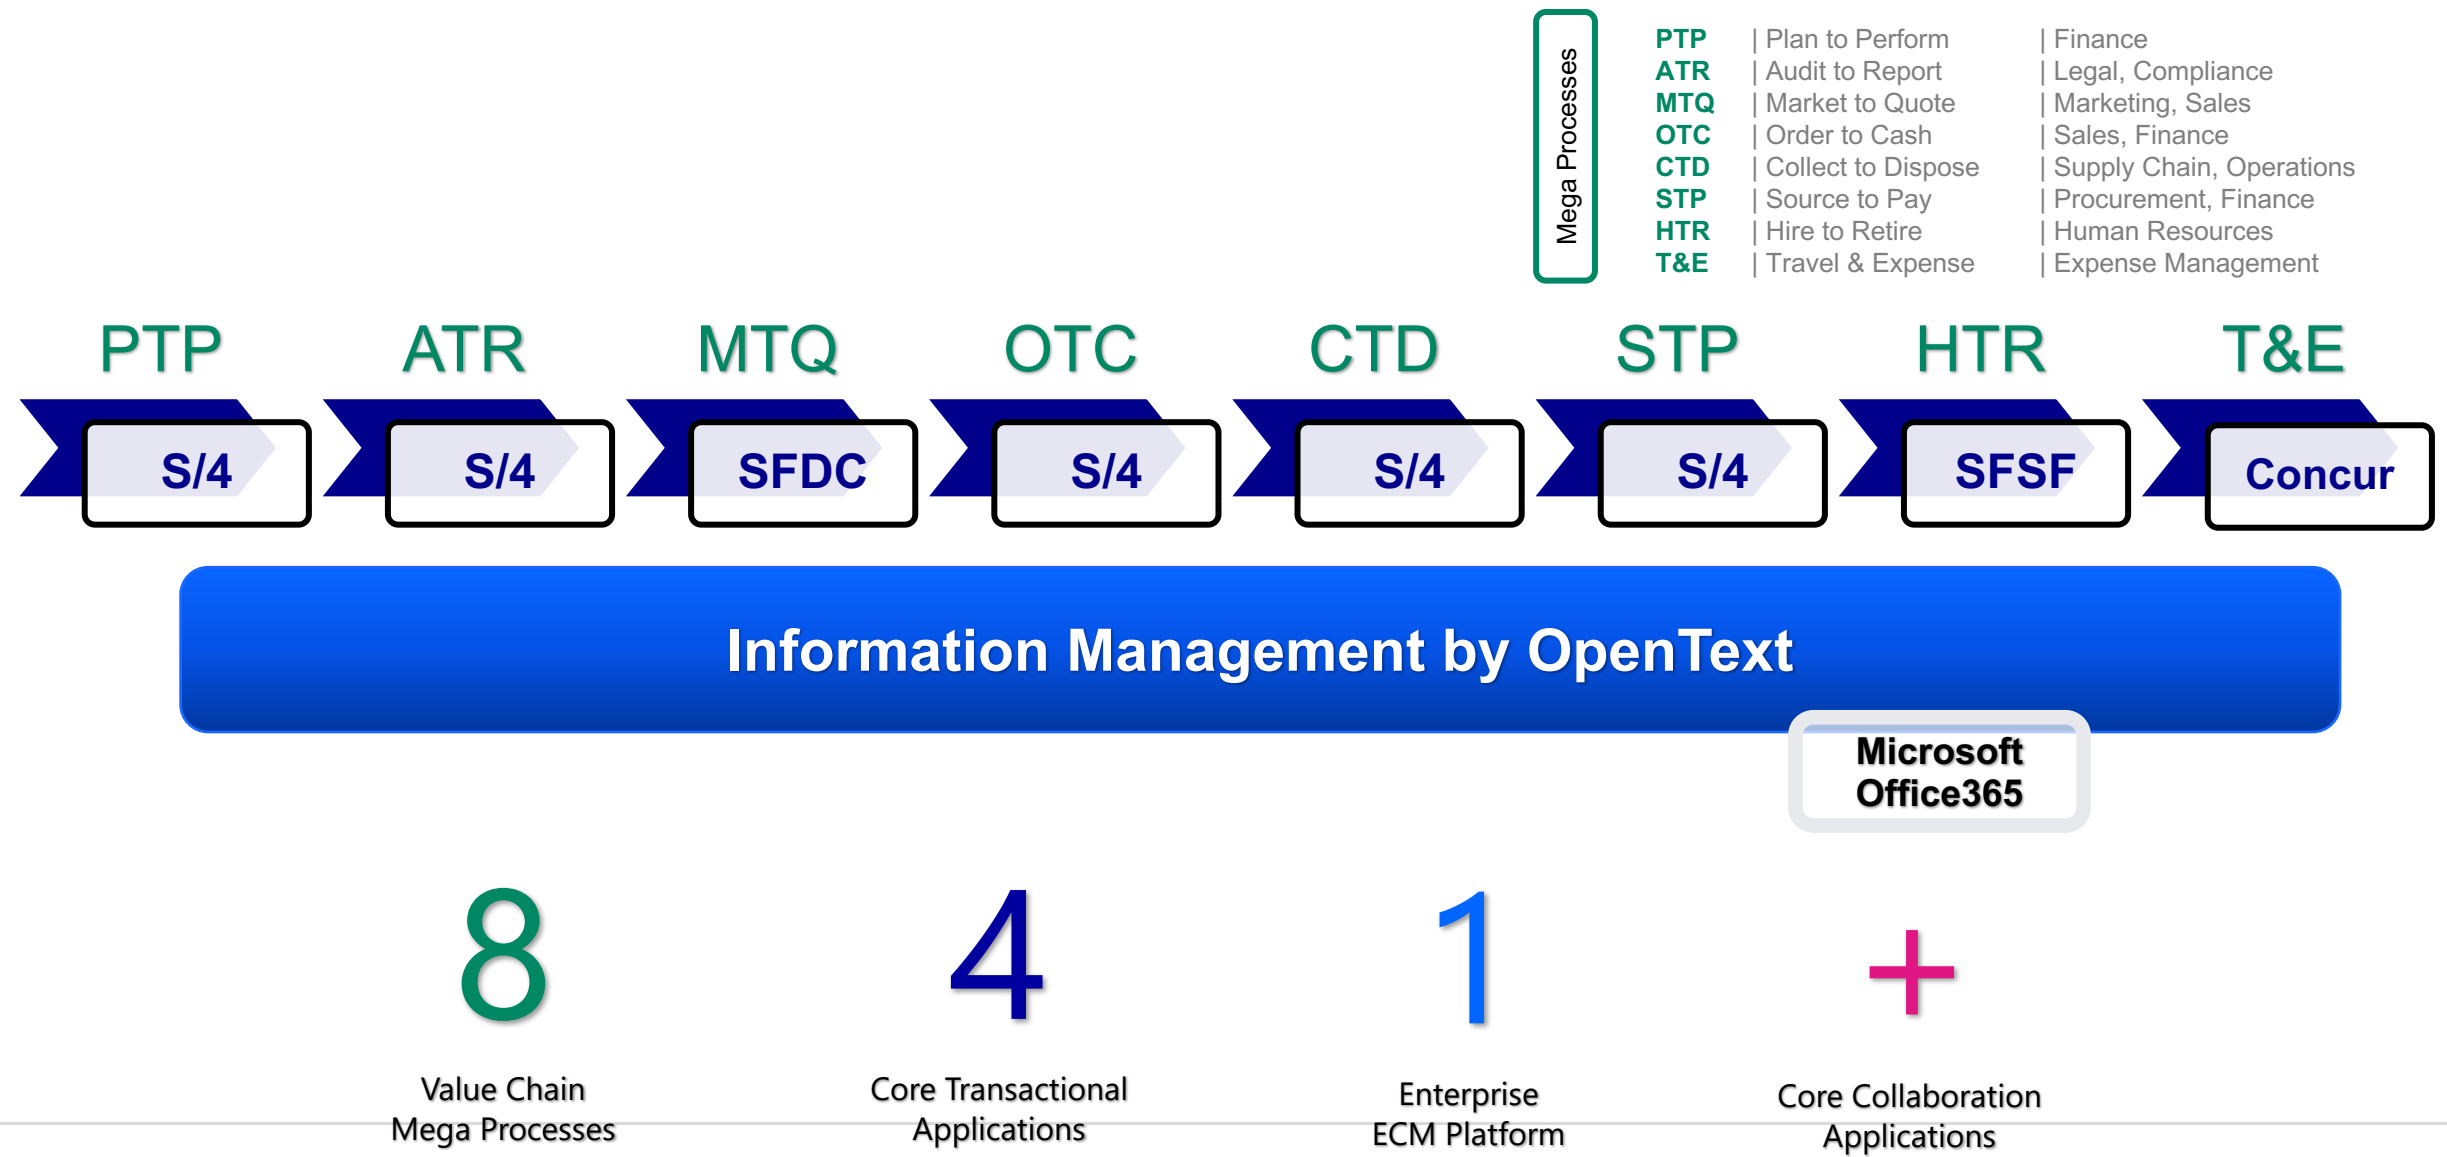 Mega Processes
PTP | Plan to Perform | Finance
ATR | Audit to Report | Legal, Compliance
MTQ | Market to Quote | Marketing, Sales
OTC | Order to Cash | Sales, Finance
CTD | Collect to Dispose | Supply Chain, Operations
STP | Source to Pay | Procurement, Finance
HTR | Hire to Retire | Human Resources
T&E | Travel & Expense | Expense Management
PTP ATR MTQ OTC CTD STP HTR T&E
S/4 S/4 SFDC S/4 S/4 S/4 SFSF Concur
Information Management by OpenText
Microsoft
Office365
8 4 1 +
Value Chain
Mega Processes
Core Transactional
Applications
Enterprise
ECM Platform
Core Collaboration
Applications